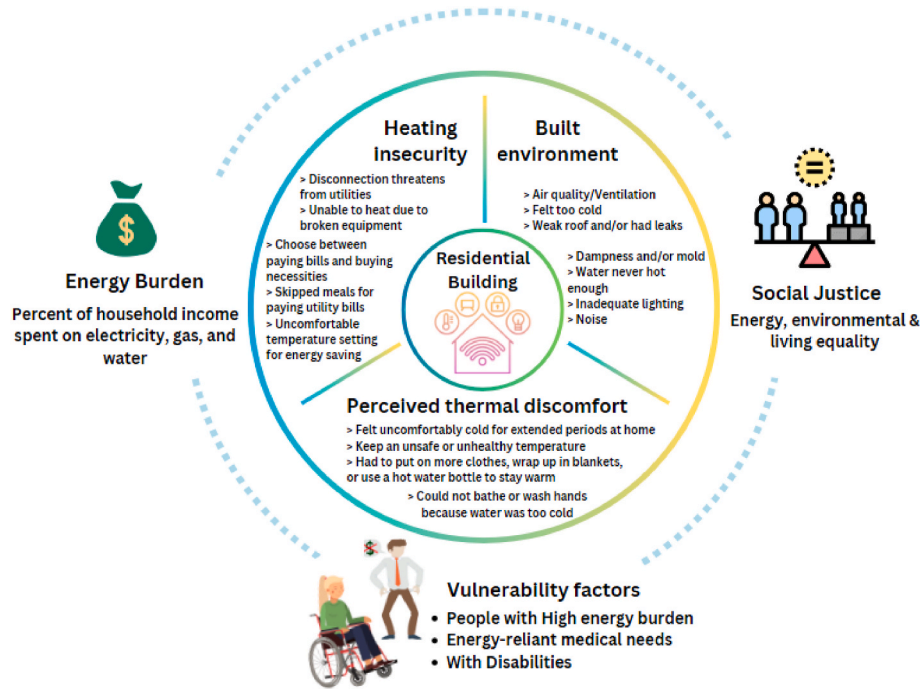 Heating
insecurity
> Disconnection threatens
from utilities
> Unable to heat due to
broken equipment
> Choose between
paying bills and buying
necessities
> Skipped meals for
paying utility bills
> Uncomfortable
temperature setting
for energy saving
Built
environment
> Air quality/Ventilation
> Felt too cold
> Weak roof and/or had leaks
> Dampness and/or mold
> Water never hot
enough
> Inadequate lighting
> Noise
Residential
Building
$
Energy Burden
Percent of household income
spent on electricity, gas, and
water
=
Social Justice
Energy, environmental &
living equality
Perceived thermal discomfort
> Felt uncomfortably cold for extended periods at home
> Keep an unsafe or unhealthy temperature
> Had to put on more clothes, wrap up in blankets,
or use a hot water bottle to stay warm
> Could not bathe or wash hands
because water was too cold
$
Vulnerability factors
• People with High energy burden
• Energy-reliant medical needs
• With Disabilities